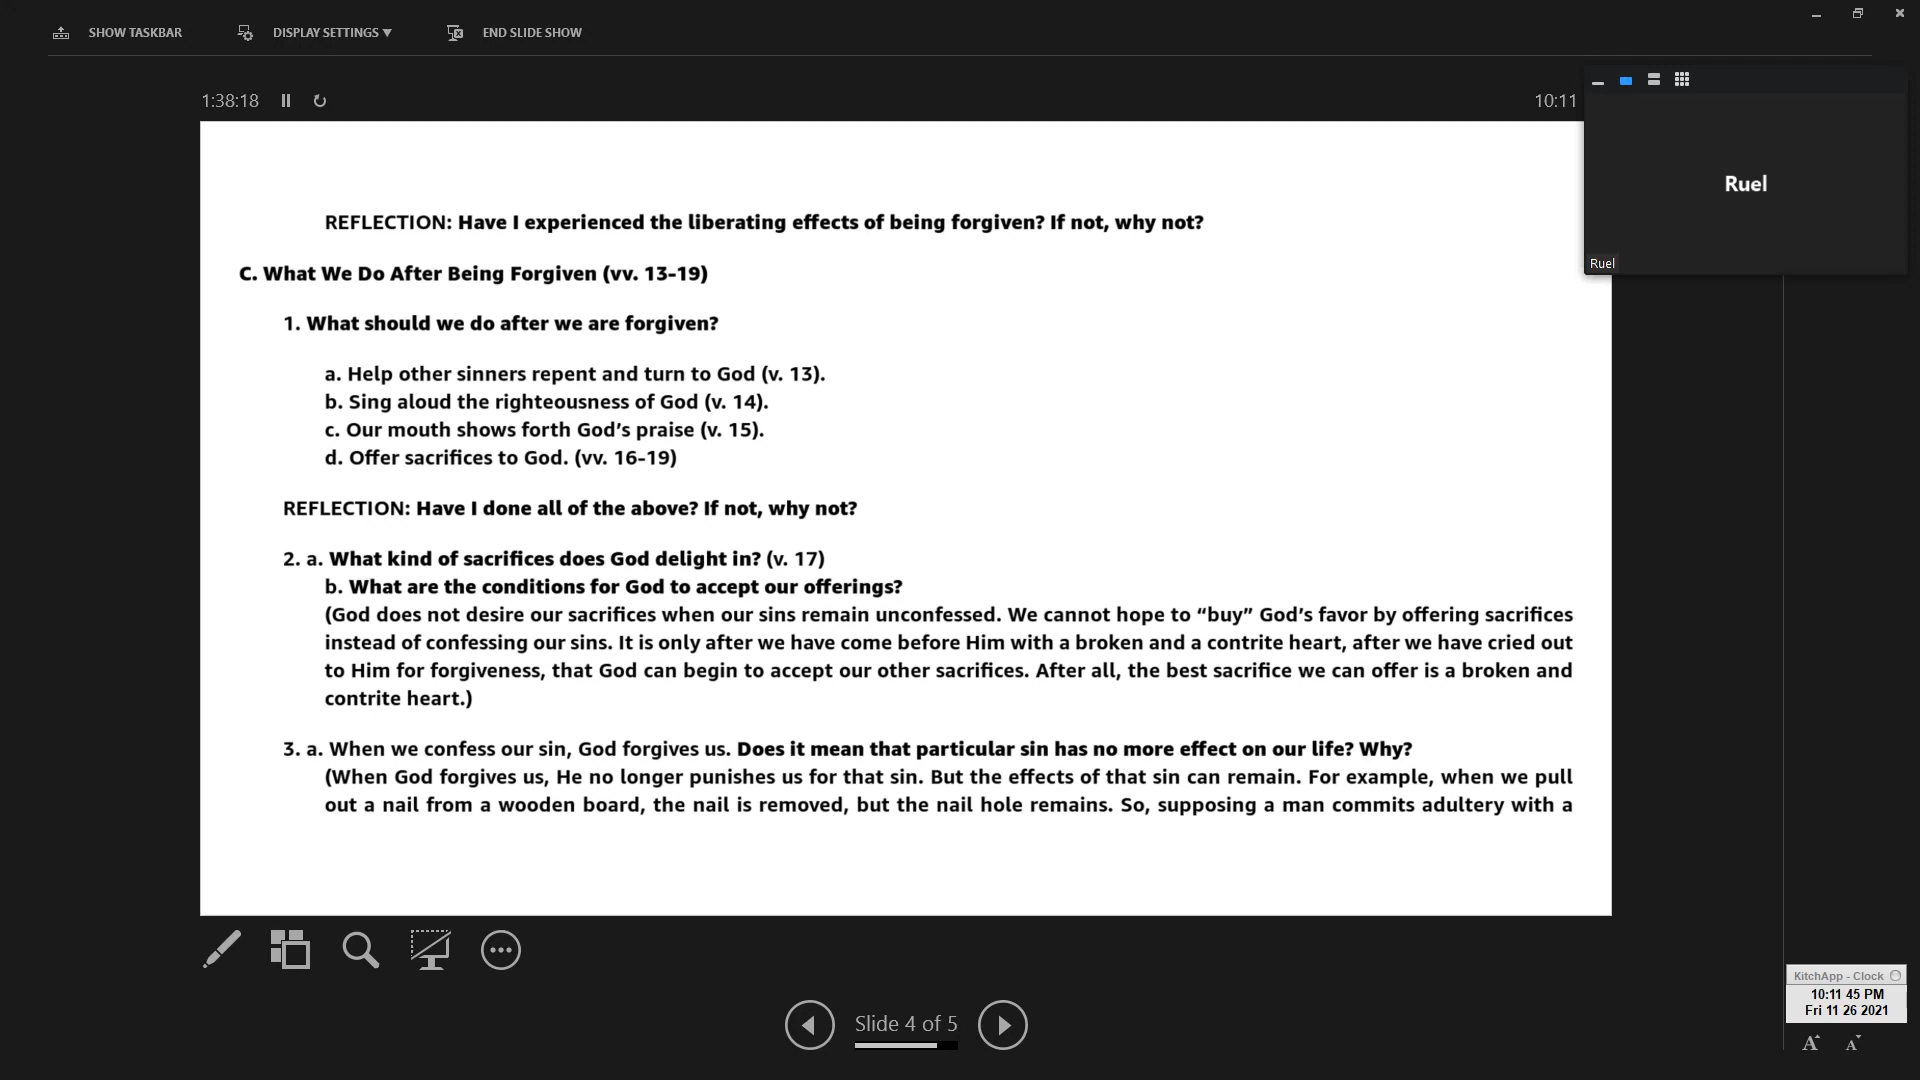 SHOW TASKBAR
DISPLAY SETTINGS ▼
END SLIDE SHOW
1:38:18
10:11
Ruel
Ruel
REFLECTION: Have I experienced the liberating effects of being forgiven? If not, why not?
C. What We Do After Being Forgiven (vv. 13-19)
1. What should we do after we are forgiven?
a. Help other sinners repent and turn to God (v. 13).
b. Sing aloud the righteousness of God (v. 14).
c. Our mouth shows forth God’s praise (v. 15).
d. Offer sacrifices to God. (vv. 16-19)
REFLECTION: Have I done all of the above? If not, why not?
2. a. What kind of sacrifices does God delight in? (v. 17)
b. What are the conditions for God to accept our offerings?
(God does not desire our sacrifices when our sins remain unconfessed. We cannot hope to “buy” God’s favor by offering sacrifices
instead of confessing our sins. It is only after we have come before Him with a broken and a contrite heart, after we have cried out
to Him for forgiveness, that God can begin to accept our other sacrifices. After all, the best sacrifice we can offer is a broken and
contrite heart.)
3. a. When we confess our sin, God forgives us. Does it mean that particular sin has no more effect on our life? Why?
(When God forgives us, He no longer punishes us for that sin. But the effects of that sin can remain. For example, when we pull
out a nail from a wooden board, the nail is removed, but the nail hole remains. So, supposing a man commits adultery with a
Slide 4 of 5
KitchApp - Clock
10:11 45 PM
Fri 11 26 2021
A A